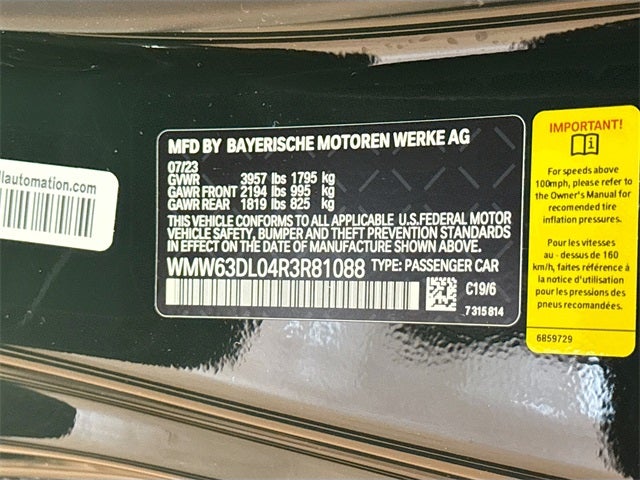 MFD BY BAYERISCHE MOTOREN WERKE AG
07/23
GVWR 3957 lbs 1795 kg
GAWR FRONT 2194 lbs 995 kg
GAWR REAR 1819 lbs 825 kg
THIS VEHICLE CONFORMS TO ALL APPLICABLE U.S.FEDERAL MOTOR
VEHICLE SAFETY, BUMPER AND THEFT PREVENTION STANDARDS
IN EFFECT ON THE DATE OF MANUFACTURE SHOWN ABOVE.
WMW63DL04R3R81088 TYPE: PASSENGER CAR
C19/6
7 315 814
llautomation.com
IMPORTANT!
For speeds above
100mph, please refer to
the Owner's Manual for
recomended tire
inflation pressures.
Pour les vitesses
au - dessus de 160
km/h, faites référence à
la notice d'utilisation
pour les pressions des
pneus recomandées.
6859729